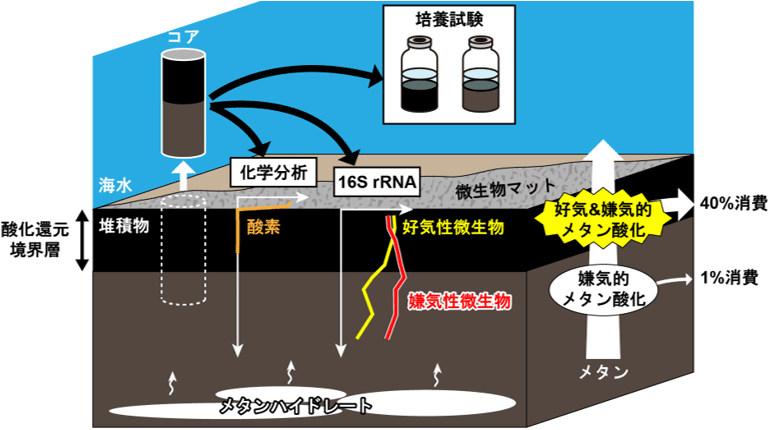 コア
培養試験
化学分析
16S rRNA
海水
微生物マット
酸化還元
境界層
堆積物
酸素
好気性微生物
嫌気性微生物
好気&嫌気的
メタン酸化
40%消費
嫌気的
メタン酸化
1%消費
メタン
メタンハイドレート